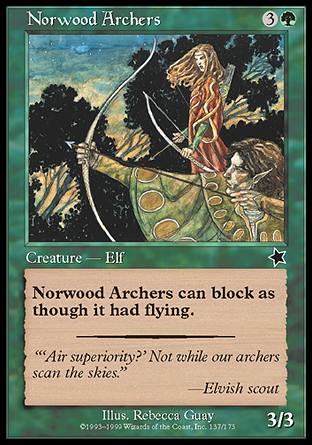 Norwood Archers 3
Creature — Elf
Norwood Archers can block as
though it had flying.
“‘Air superiority?’ Not while our archers
scan the skies.”
—Elvish scout
Illus. Rebecca Guay
©1993–1999 Wizards of the Coast, Inc. 137/173
3/3